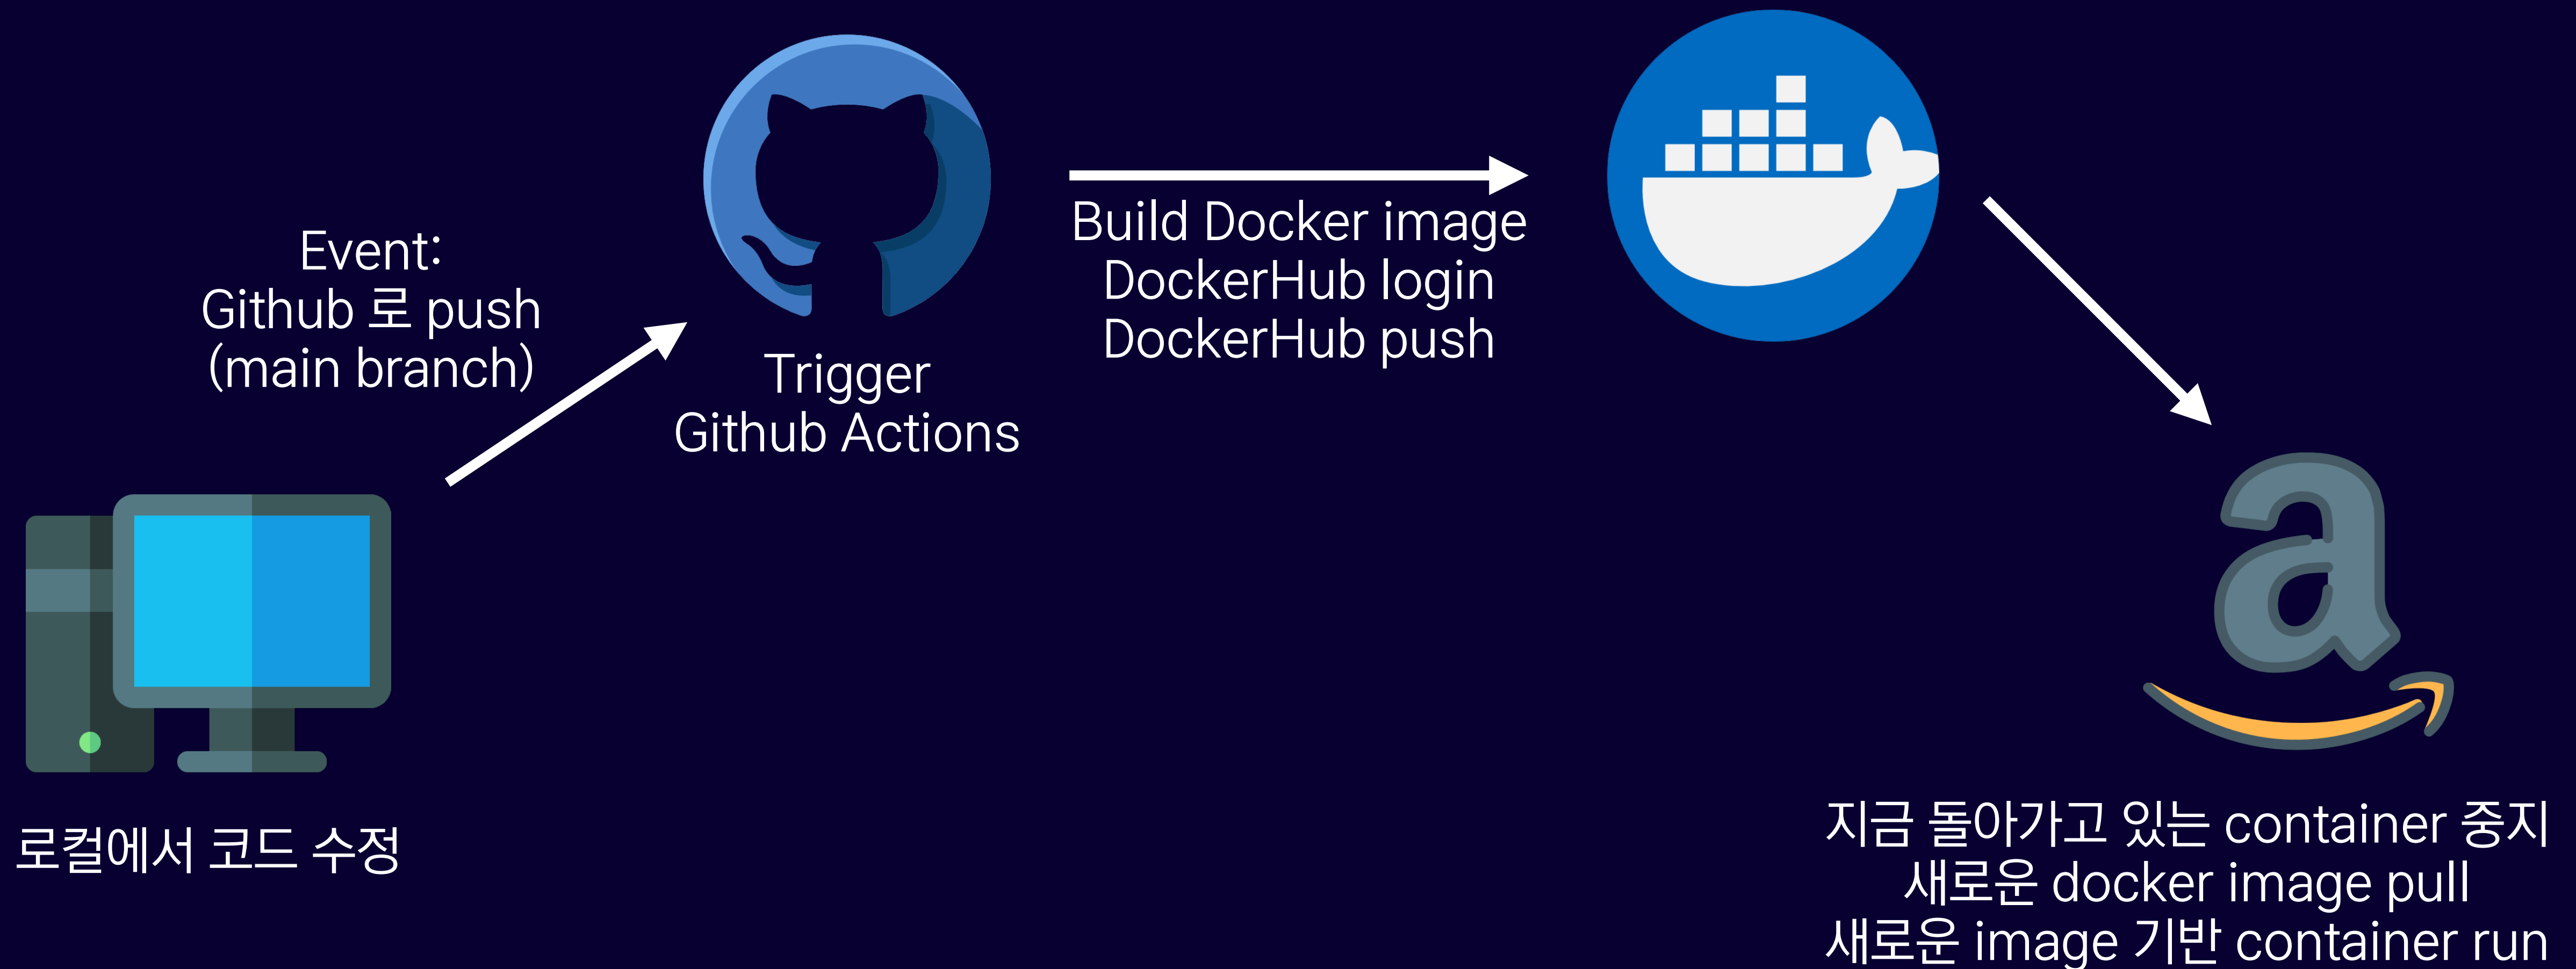 Event:
Github 로 push
(main branch)
Trigger
Github Actions
Build Docker image
DockerHub login
DockerHub push
로컬에서 코드 수정
지금 돌아가고 있는 container 중지
새로운 docker image pull
새로운 image 기반 container run